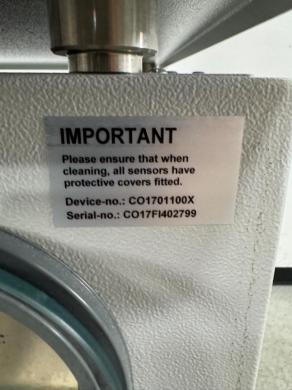 IMPORTANT
Please ensure that when
cleaning, all sensors have
protective covers fitted.
Device-no.: CO1701100X
Serial-no.: CO17FI402799